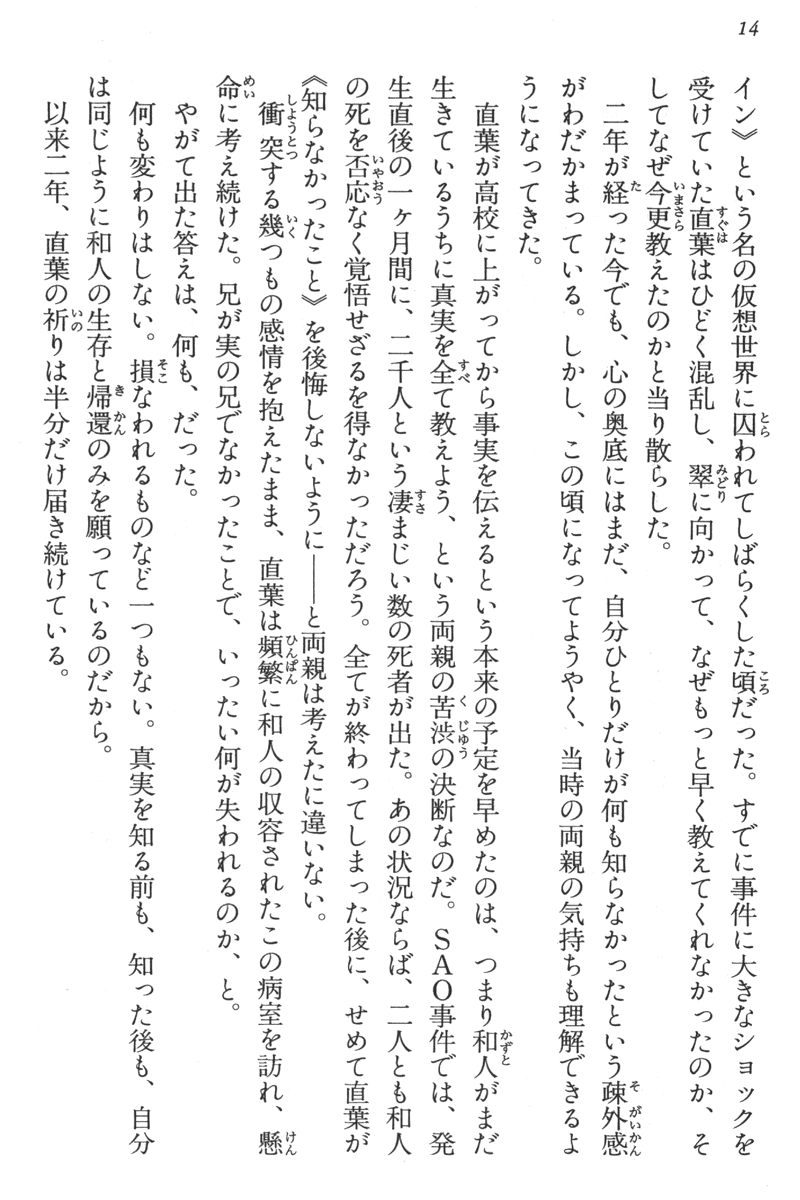 14
イン》という名の仮想世界に囚われてしばらくした頃だった。すでに事件に大きなショックを
受けていた直葉はひどく混乱し、翠に向かって、なぜもっと早く教えてくれなかったのか、そ
してなぜ今更教えたのかと当り散らした。
二年が経った今でも、心の奥底にはまだ、自分ひとりだけが何も知らなかったという疎外感
がわだかまっている。しかし、この頃になってようやく、当時の両親の気持ちも理解できるよ
うになってきた。
直葉が高校に上がってから事実を伝えるという本来の予定を早めたのは、つまり和人がまだ
生きているうちに真実を全て教えよう、という両親の苦渋の決断なのだ。SAO事件では、発
生直後の一ヶ月間に、二千人という凄まじい数の死者が出た。あの状況ならば、二人とも和人
の死を否応なく覚悟せざるを得なかっただろう。全てが終わってしまった後に、せめて直葉が
《知らなかったこと》を後悔しないように――と両親は考えたに違いない。
衝突する幾つもの感情を抱えたまま、直葉は頻繁に和人の収容されたこの病室を訪れ、懸
命に考え続けた。兄が実の兄でなかったことで、いったい何が失われるのか、と。
やがて出た答えは、何も、だった。
何も変わりはしない。損なわれるものなど一つもない。真実を知る前も、知った後も、自分
は同じように和人の生存と帰還のみを願っているのだから。
以来二年、直葉の祈りは半分だけ届き続けている。